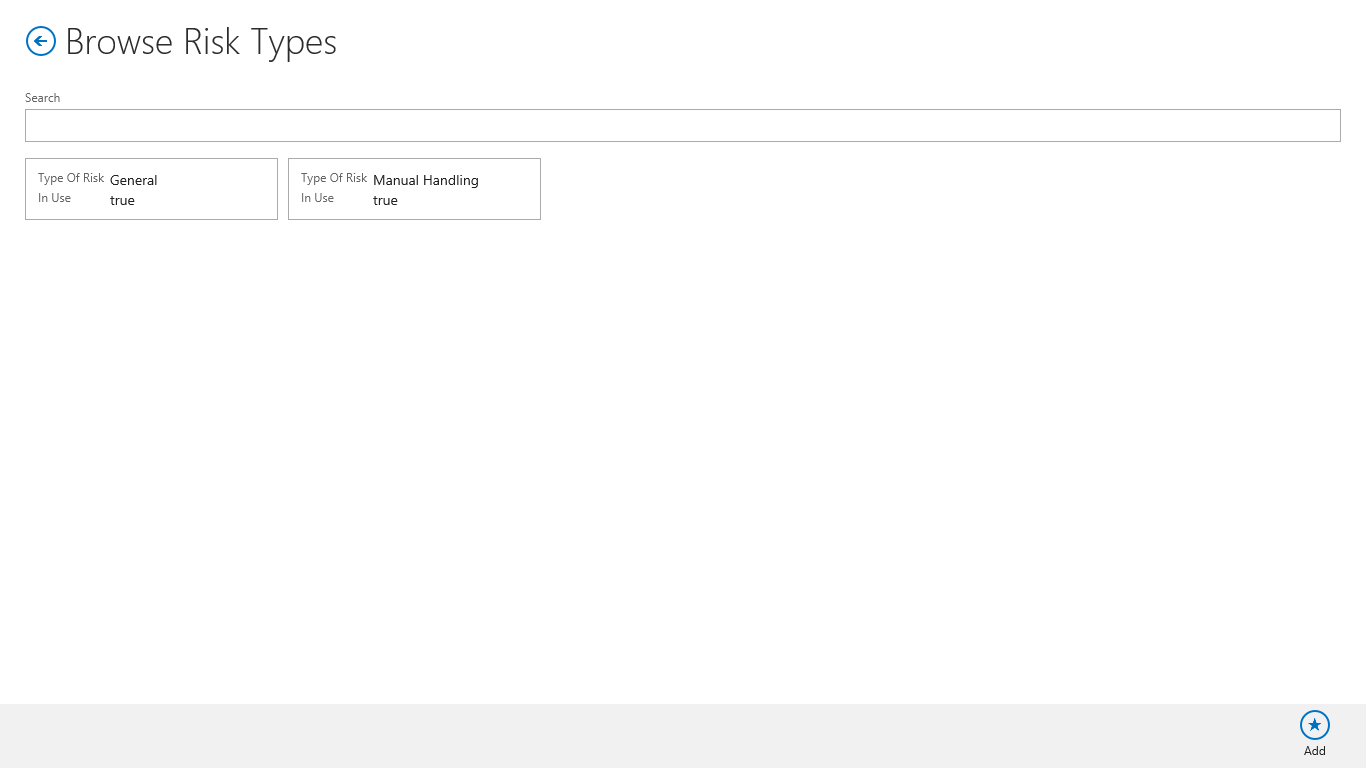 Browse Risk Types
Search
Type Of Risk General
In Use true
Type Of Risk Manual Handling
In Use true
Add